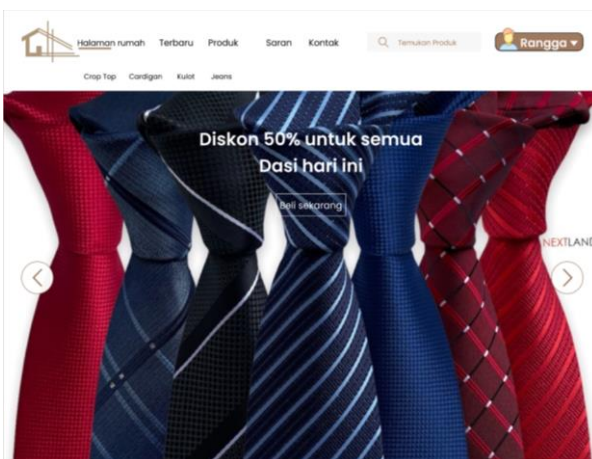 Halaman rumah
Terbaru
Produk
Saran
Kontak
Temukan Produk
Rangga
Crop Top
Cardigan
Kulot
Jeans
Diskon 50% untuk semua
Dasi hari ini
Beli sekarang
NEXTLAND